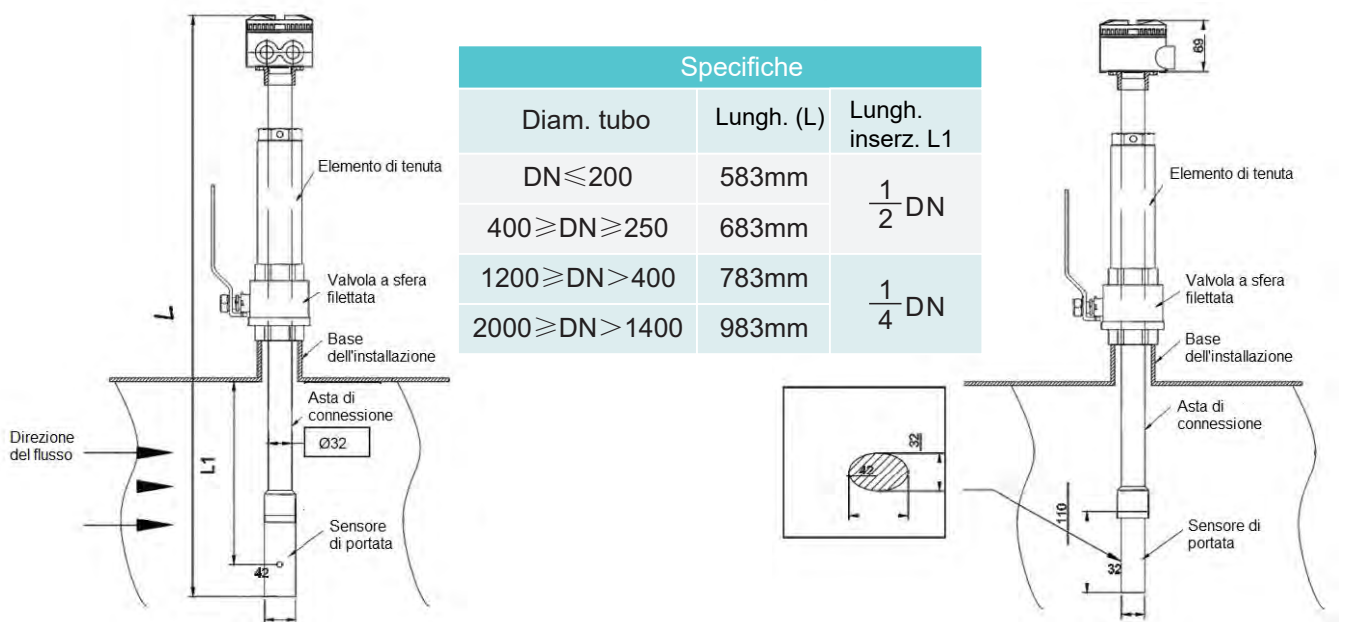 Specifiche
Diam. tubo
Lungh. (L)
Lungh.
inserz. L1
DN≤200
583mm
1/2 DN
400≥DN≥250
683mm
1200≥DN>400
783mm
1/4 DN
2000≥DN>1400
983mm
L
Elemento di tenuta
Valvola a sfera
filettata
Base
dell'installazione
Asta di
connessione
Ø32
Direzione
del flusso
L1
Sensore
di portata
42
42
32
69
Elemento di tenuta
Valvola a sfera
filettata
Base
dell'installazione
Asta di
connessione
110
Sensore di
portata
32